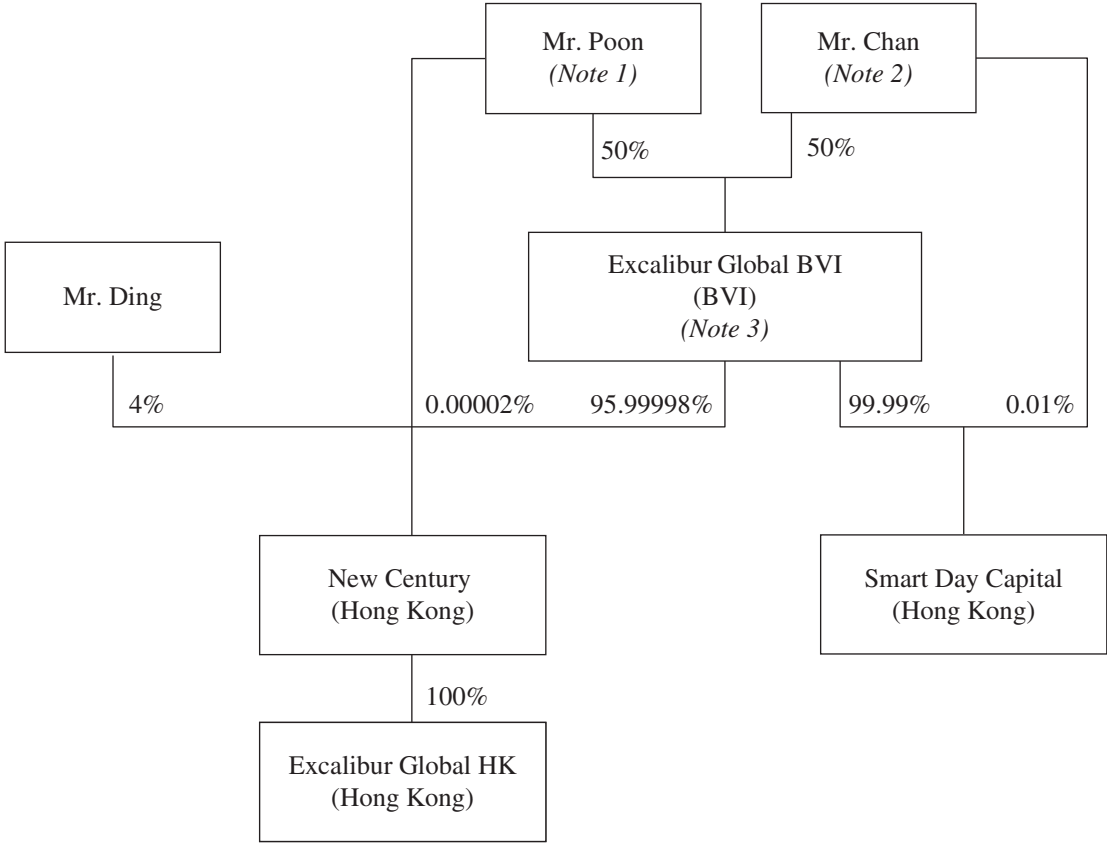 Mr. Poon
(Note 1)
Mr. Chan
(Note 2)
50%
50%
Mr. Ding
Excalibur Global BVI
(BVI)
(Note 3)
4%
0.00002%
95.99998%
99.99%
0.01%
New Century
(Hong Kong)
Smart Day Capital
(Hong Kong)
100%
Excalibur Global HK
(Hong Kong)